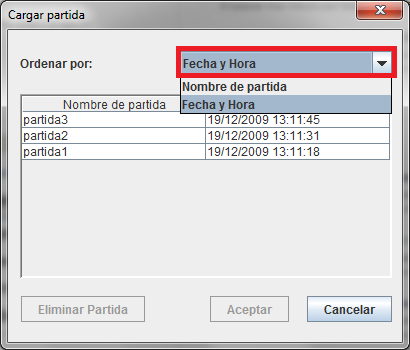 Cargar partida
Ordenar por: Fecha y Hora
Nombre de partida
Fecha y Hora
Nombre de partida
partida3 19/12/2009 13:11:45
partida2 19/12/2009 13:11:31
partida1 19/12/2009 13:11:18
Eliminar Partida Aceptar Cancelar